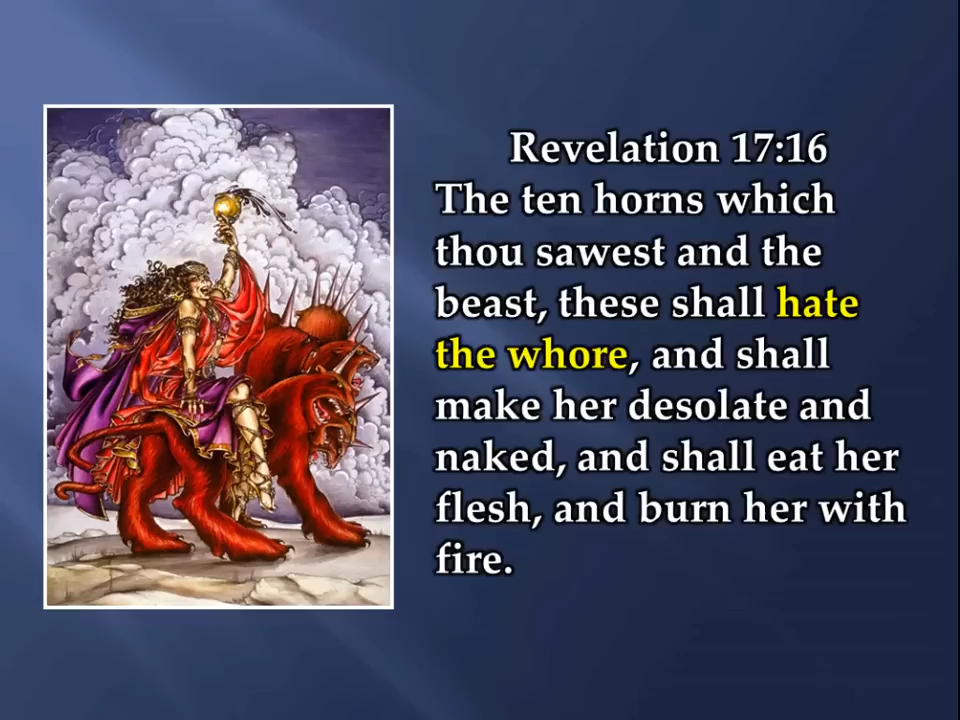 Revelation 17:16
The ten horns which
thou sawest and the
beast, these shall hate
the whore, and shall
make her desolate and
naked, and shall eat her
flesh, and burn her with
fire.